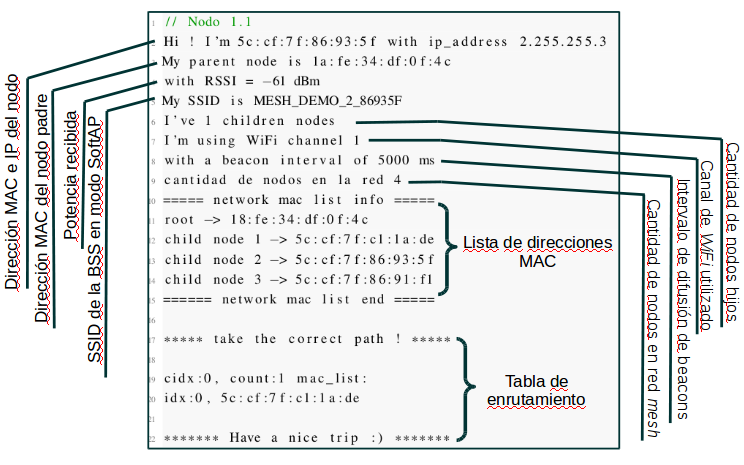 1 // Nodo 1.1
2 Hi ! I'm 5c:cf:7f:86:93:5f with ip_address 2.255.255.3
My parent node is 1a:fe:34:df:0f:4c
with RSSI = −61 dBm
5 My SSID is MESH_DEMO_2_86935F
6 I've 1 children nodes
7 I'm using WiFi channel 1
8 with a beacon interval of 5000 ms
9 cantidad de nodos en la red 4
10 ===== network mac list info =====
11 root −> 18:fe:34:df:0f:4c
12 child node 1 −> 5c:cf:7f:c1:1a:de
13 child node 2 −> 5c:cf:7f:86:93:5f
14 child node 3 −> 5c:cf:7f:86:91:f1
15 ====== network mac list end =====
16
17 ***** take the correct path ! *****
18
19 cidx:0, count:1 mac_list:
20 idx:0, 5c:cf:7f:c1:1a:de
21
22 ******* Have a nice trip :) *******
Dirección MAC e IP del nodo
Dirección MAC del nodo padre
Potencia recibida
SSID de la BSS en modo SoftAP
Lista de direcciones
MAC
Tabla de
enrutamiento
Cantidad de nodos en red mesh
Intervalo de difusión de beacons
Canal de WiFi utilizado
Cantidad de nodos hijos